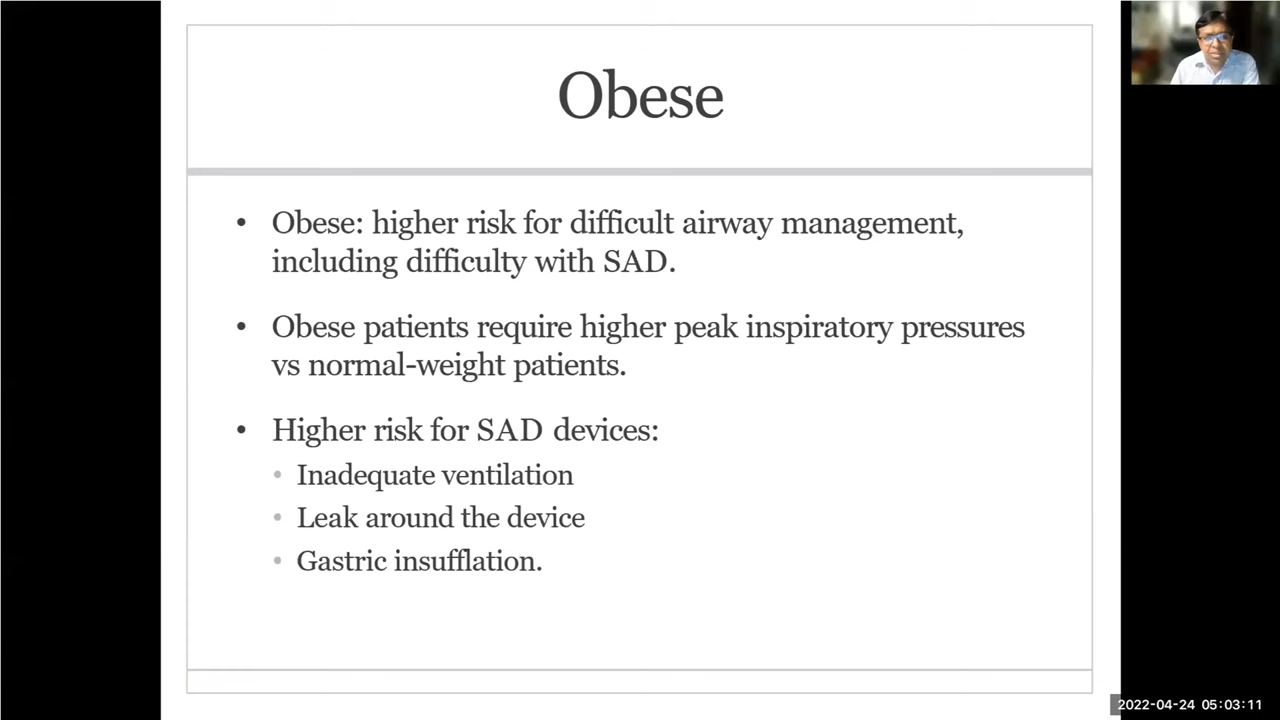 Obese
• Obese: higher risk for difficult airway management,
including difficulty with SAD.
• Obese patients require higher peak inspiratory pressures
vs normal-weight patients.
• Higher risk for SAD devices:
• Inadequate ventilation
• Leak around the device
• Gastric insufflation.
2022-04-24 05:03:11